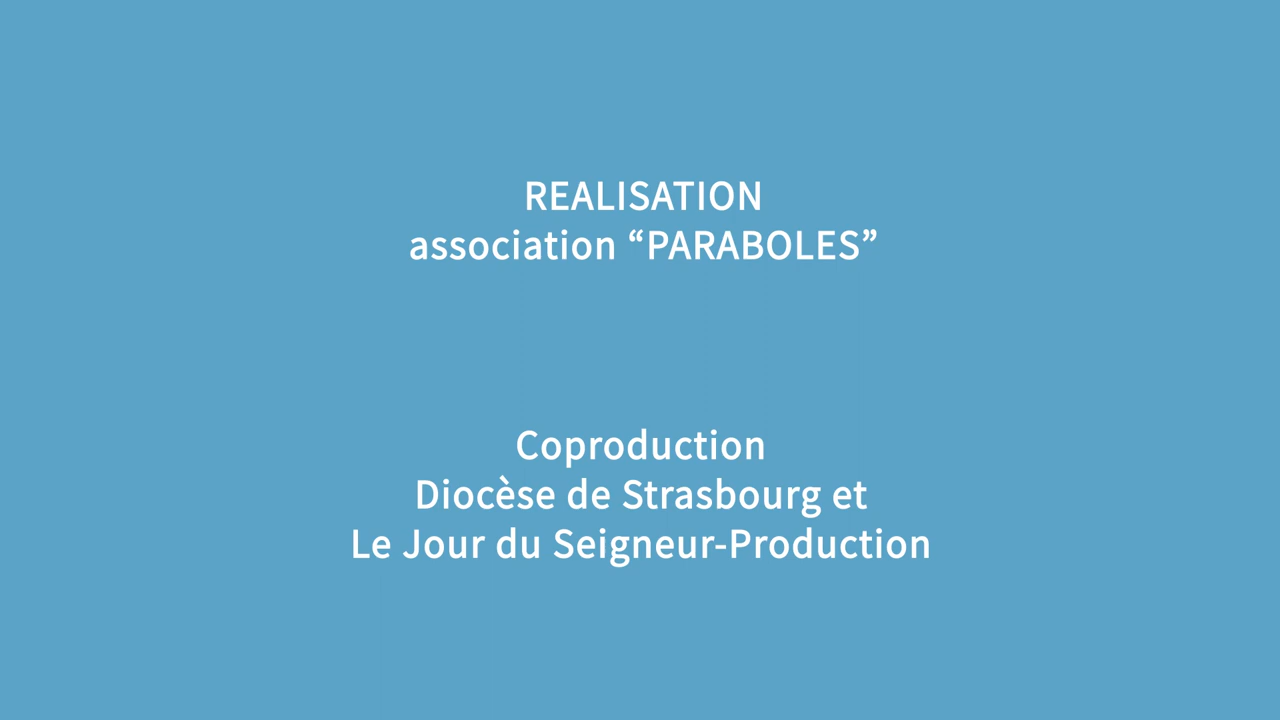 REALISATION
association “PARABOLES”
Coproduction
Diocèse de Strasbourg et
Le Jour du Seigneur-Production